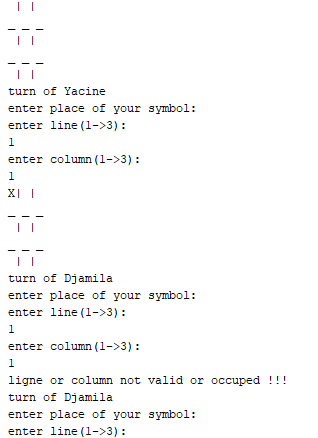 | |
_ _ _
 | |
_ _ _
 | |
turn of Yacine
enter place of your symbol:
enter line(1->3):
1
enter column(1->3):
1
X| |
_ _ _
 | |
_ _ _
 | |
turn of Djamila
enter place of your symbol:
enter line(1->3):
1
enter column(1->3):
1
ligne or column not valid or occuped !!!
turn of Djamila
enter place of your symbol:
enter line(1->3):